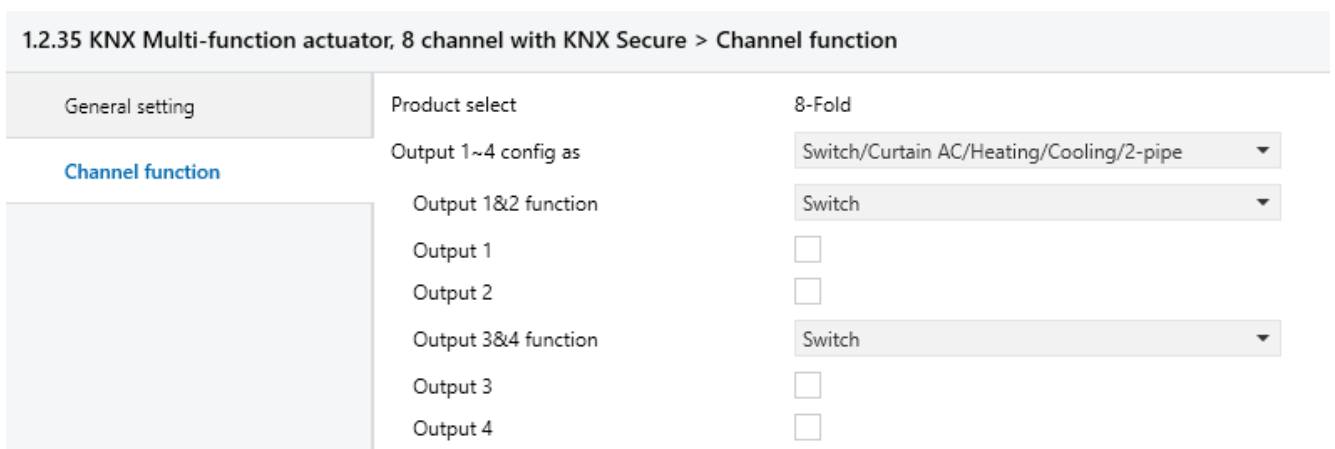 1.2.35 KNX Multi-function actuator, 8 channel with KNX Secure > Channel function
General setting
Product select 8-Fold
Output 1~4 config as Switch/Curtain AC/Heating/Cooling/2-pipe
Channel function
Output 1&2 function Switch
Output 1
Output 2
Output 3&4 function Switch
Output 3
Output 4